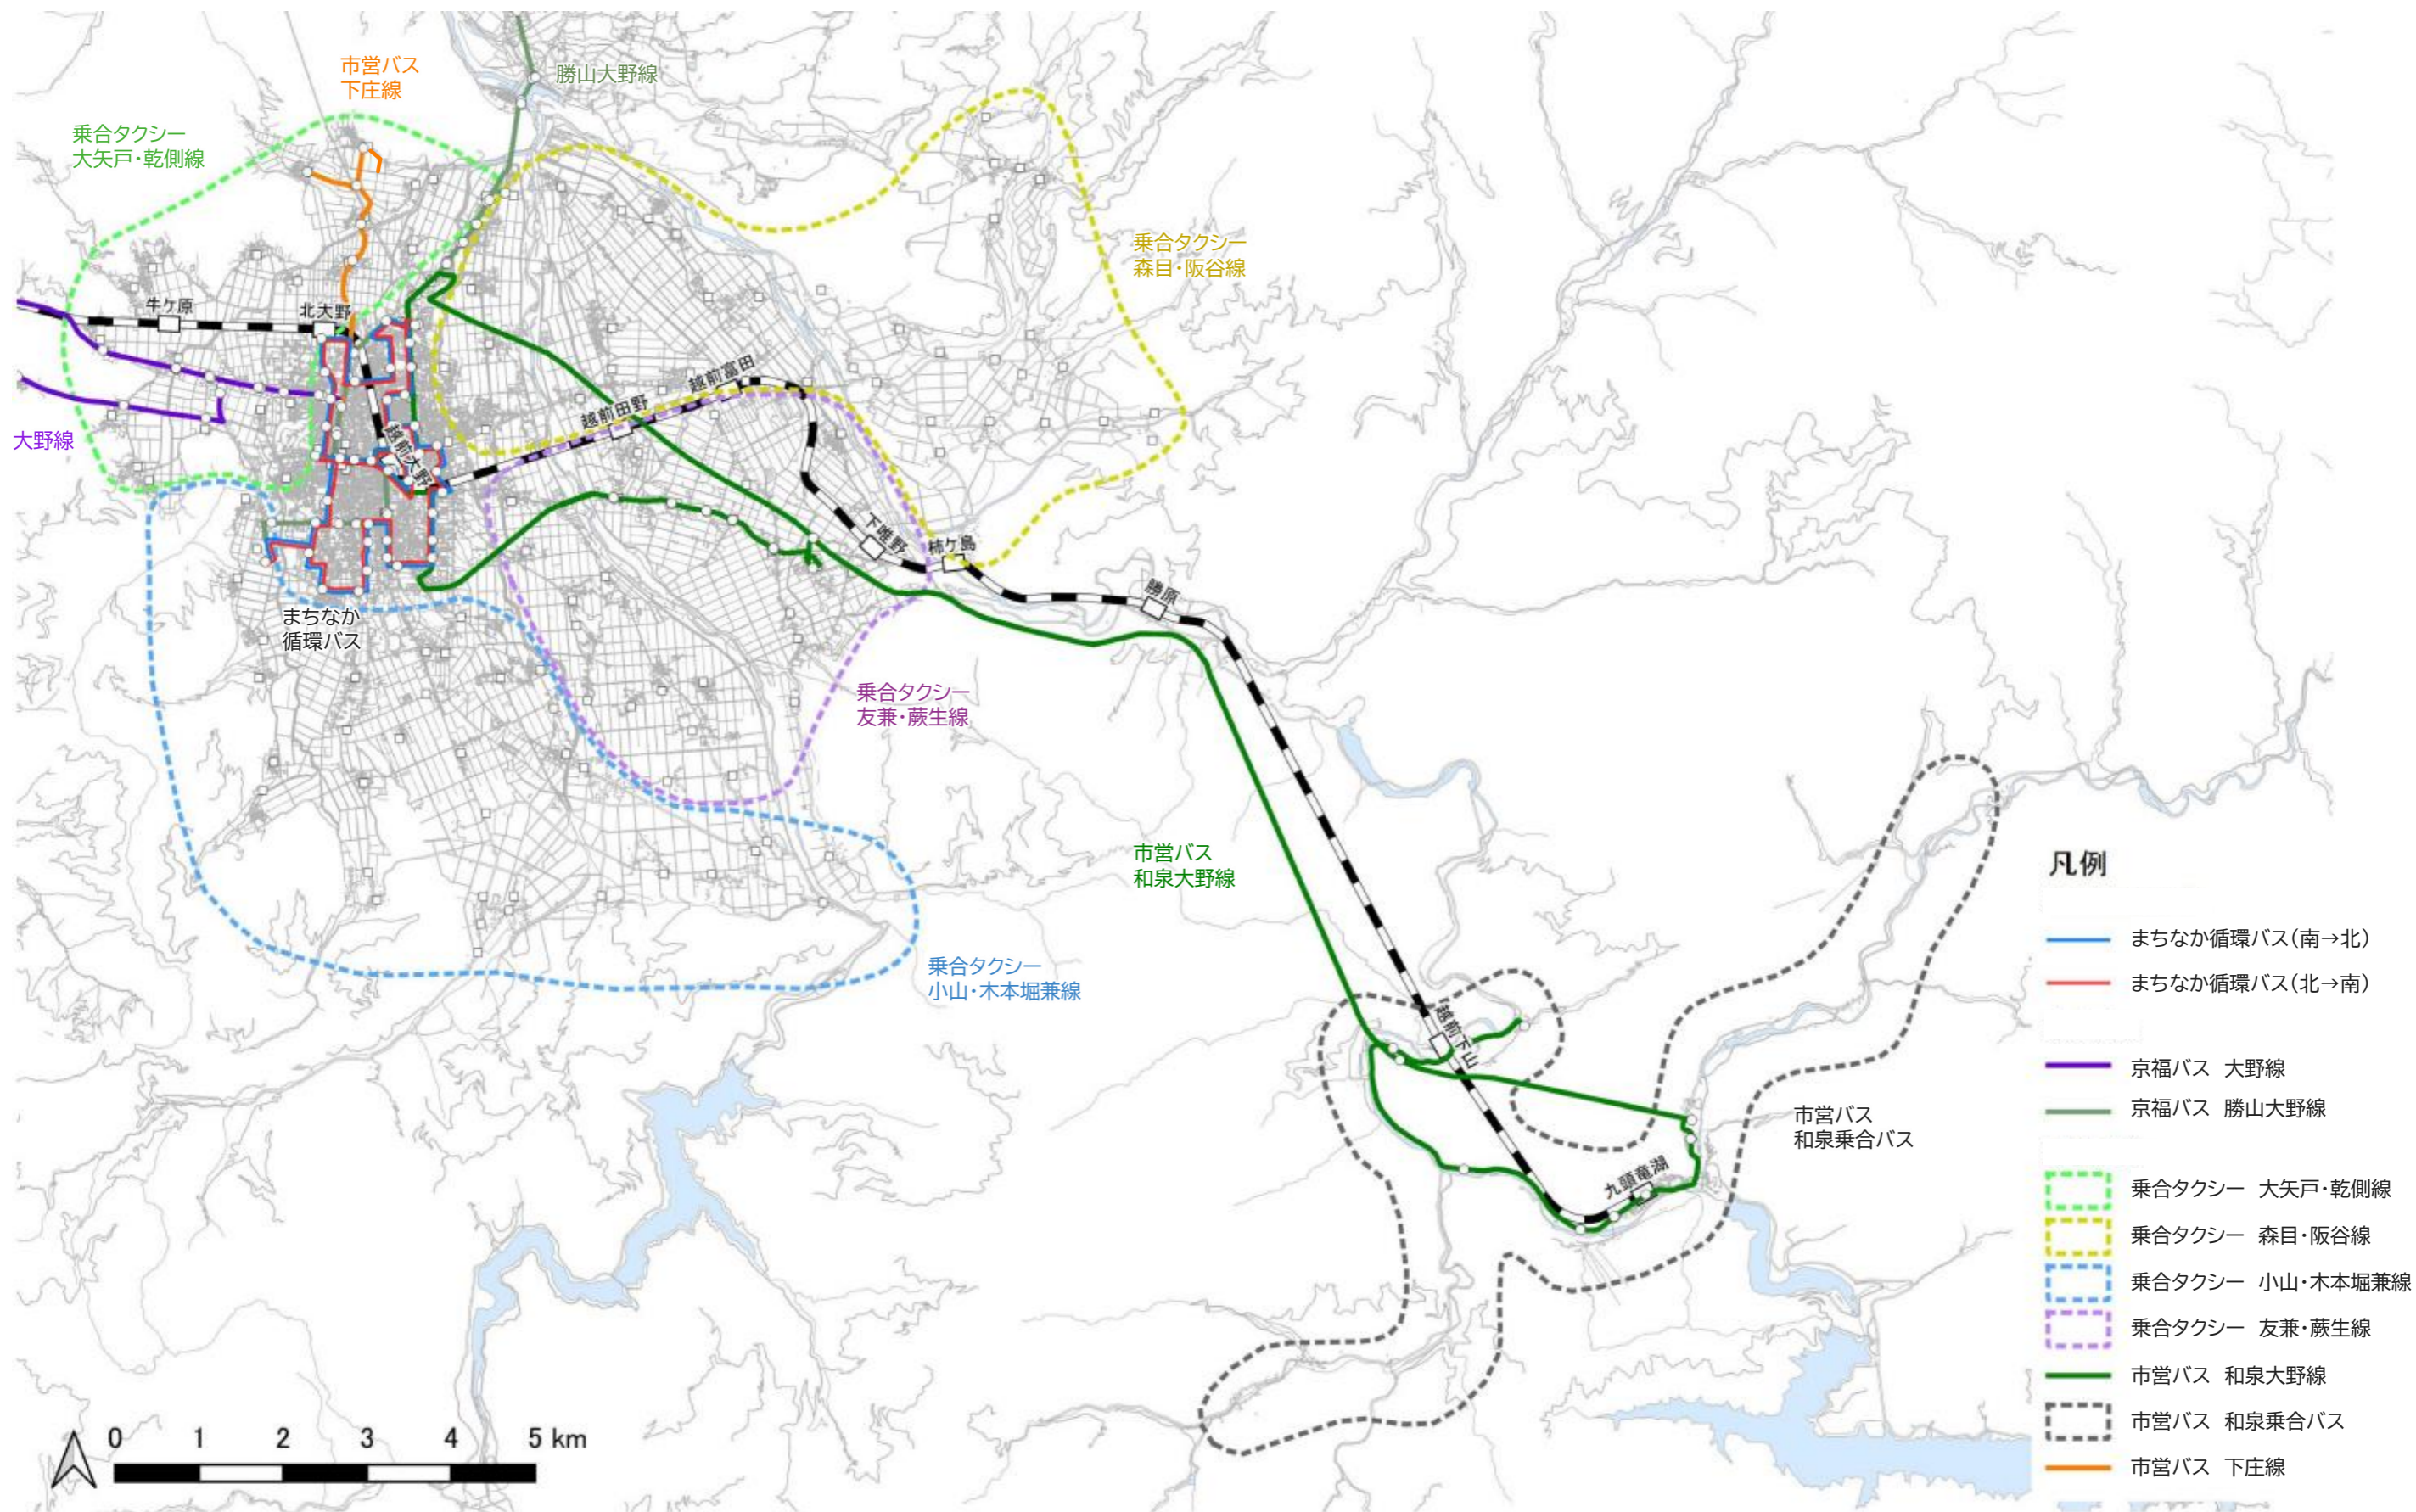 市営バス
下庄線
勝山大野線
乗合タクシー
大矢戸・乾側線
乗合タクシー
森目・阪谷線
牛ケ原
北大野
越前富田
越前田野
大野線
越前大野
下唯野
柿ケ島
勝原
まちなか
循環バス
乗合タクシー
友兼・蕨生線
市営バス
和泉大野線
乗合タクシー
小山・木本堀兼線
越前下山
市営バス
和泉乗合バス
九頭竜湖
凡例
まちなか循環バス(南→北)
まちなか循環バス(北→南)
京福バス 大野線
京福バス 勝山大野線
乗合タクシー 大矢戸・乾側線
乗合タクシー 森目・阪谷線
乗合タクシー 小山・木本堀兼線
乗合タクシー 友兼・蕨生線
市営バス 和泉大野線
市営バス 和泉乗合バス
市営バス 下庄線
0 1 2 3 4 5 km